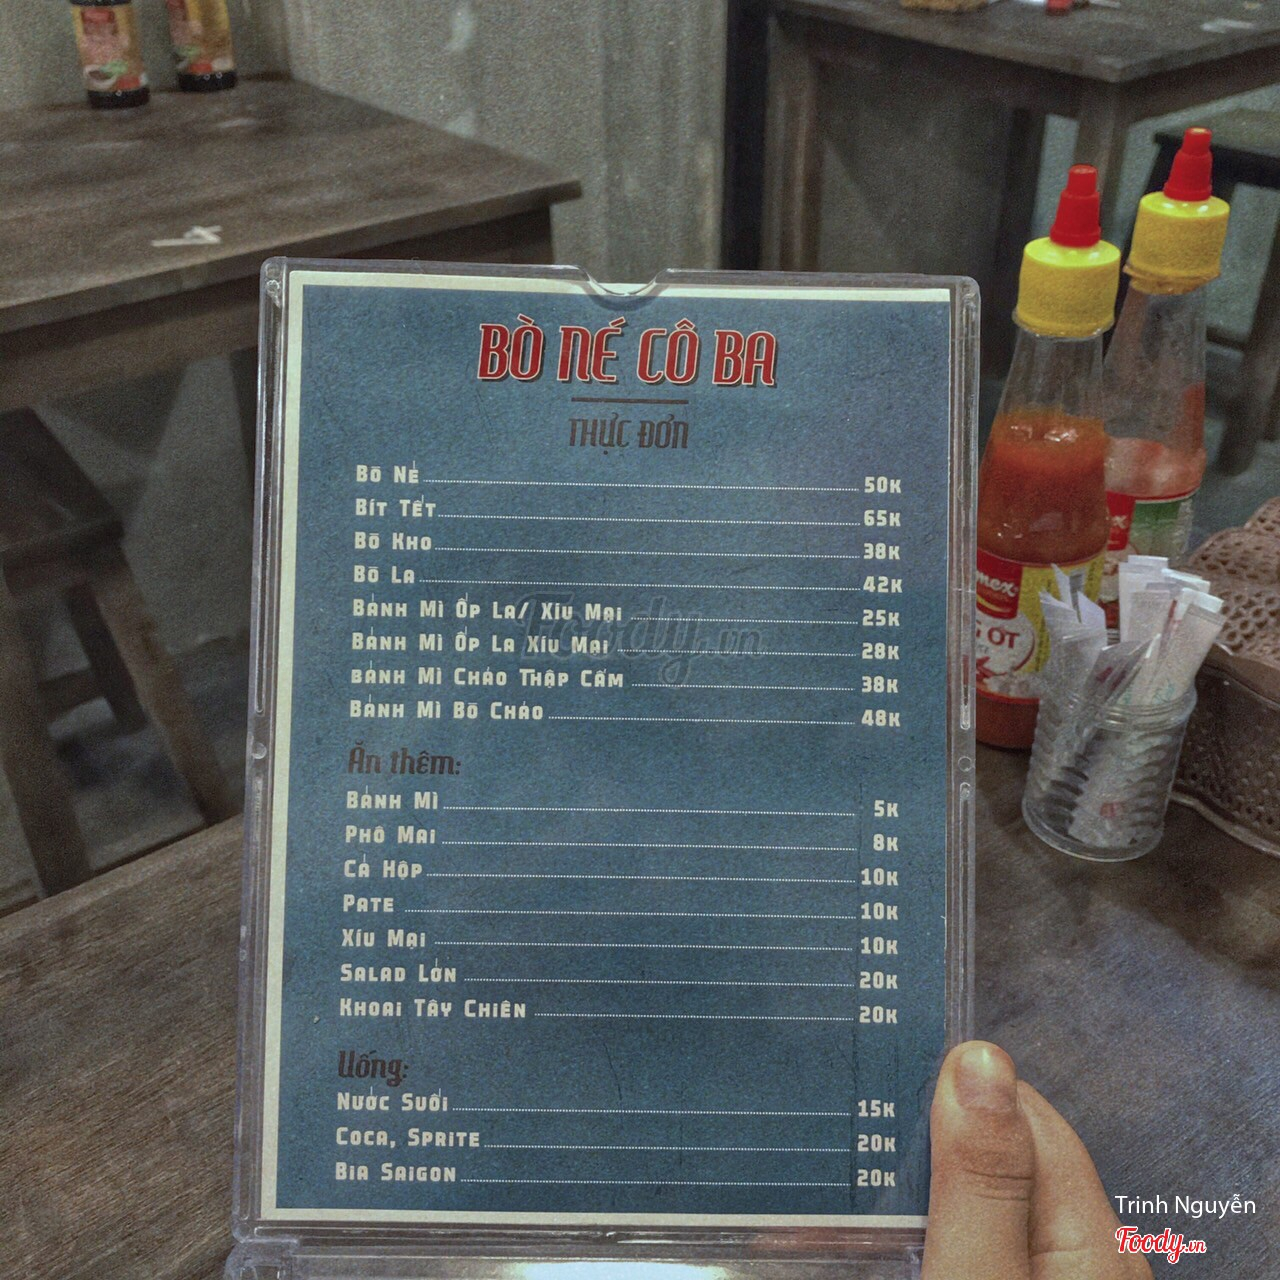 BÒ NÉ CÔ BA
THỰC ĐƠN
BÒ NÉ 50K
BÍT TẾT 65K
BÒ KHO 38K
BÒ LA 42K
BÁNH MÌ ỐP LA/ XÍU MẠI 25K
BÁNH MÌ ỐP LA XÍU MẠI 28K
BÁNH MÌ CHẢO THẬP CẨM 38K
BÁNH MÌ BÒ CHẢO 48K
Ăn thêm:
BÁNH MÌ 5K
PHÔ MAI 8K
CÁ HỘP 10K
PATE 10K
XÍU MẠI 10K
SALAD LỚN 20K
KHOAI TÂY CHIÊN 20K
Uống:
NƯỚC SUỐI 15K
COCA, SPRITE 20K
BIA SAIGON 20K
Foody.vn
ỚT
Trinh Nguyễn
Foody.vn